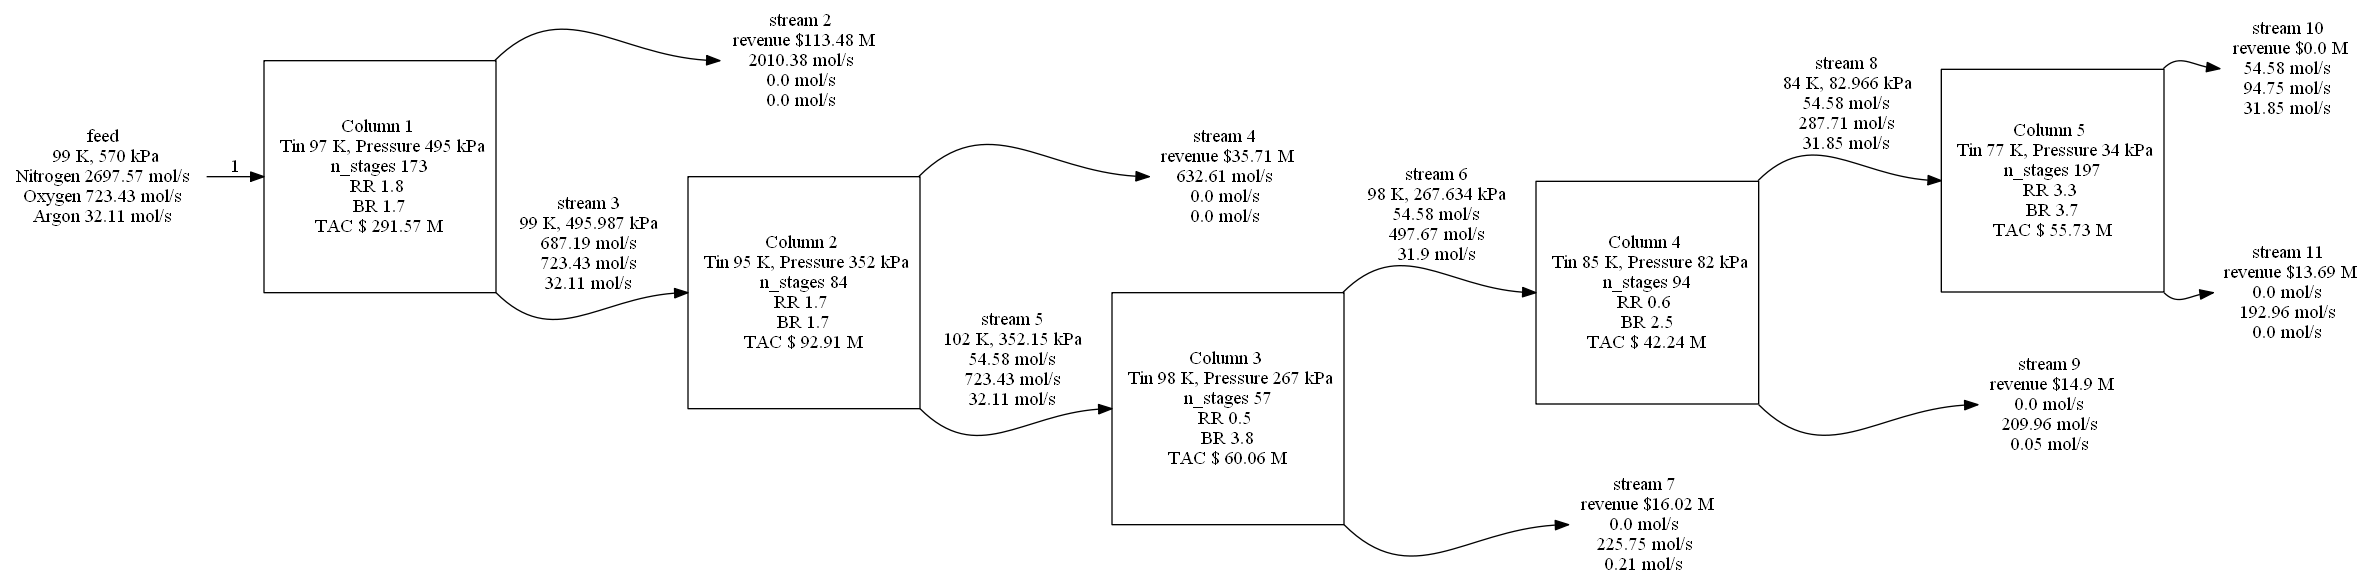 feed
99 K, 570 kPa
Nitrogen 2697.57 mol/s
Oxygen 723.43 mol/s
Argon 32.11 mol/s
1
Column 1
Tin 97 K, Pressure 495 kPa
n_stages 173
RR 1.8
BR 1.7
TAC $ 291.57 M
stream 2
revenue $113.48 M
2010.38 mol/s
0.0 mol/s
0.0 mol/s
stream 3
99 K, 495.987 kPa
687.19 mol/s
723.43 mol/s
32.11 mol/s
Column 2
Tin 95 K, Pressure 352 kPa
n_stages 84
RR 1.7
BR 1.7
TAC $ 92.91 M
stream 4
revenue $35.71 M
632.61 mol/s
0.0 mol/s
0.0 mol/s
stream 5
102 K, 352.15 kPa
54.58 mol/s
723.43 mol/s
32.11 mol/s
Column 3
Tin 98 K, Pressure 267 kPa
n_stages 57
RR 0.5
BR 3.8
TAC $ 60.06 M
stream 6
98 K, 267.634 kPa
54.58 mol/s
497.67 mol/s
31.9 mol/s
stream 7
revenue $16.02 M
0.0 mol/s
225.75 mol/s
0.21 mol/s
Column 4
Tin 85 K, Pressure 82 kPa
n_stages 94
RR 0.6
BR 2.5
TAC $ 42.24 M
stream 8
84 K, 82.966 kPa
54.58 mol/s
287.71 mol/s
31.85 mol/s
stream 9
revenue $14.9 M
0.0 mol/s
209.96 mol/s
0.05 mol/s
Column 5
Tin 77 K, Pressure 34 kPa
n_stages 197
RR 3.3
BR 3.7
TAC $ 55.73 M
stream 10
revenue $0.0 M
54.58 mol/s
94.75 mol/s
31.85 mol/s
stream 11
revenue $13.69 M
0.0 mol/s
192.96 mol/s
0.0 mol/s